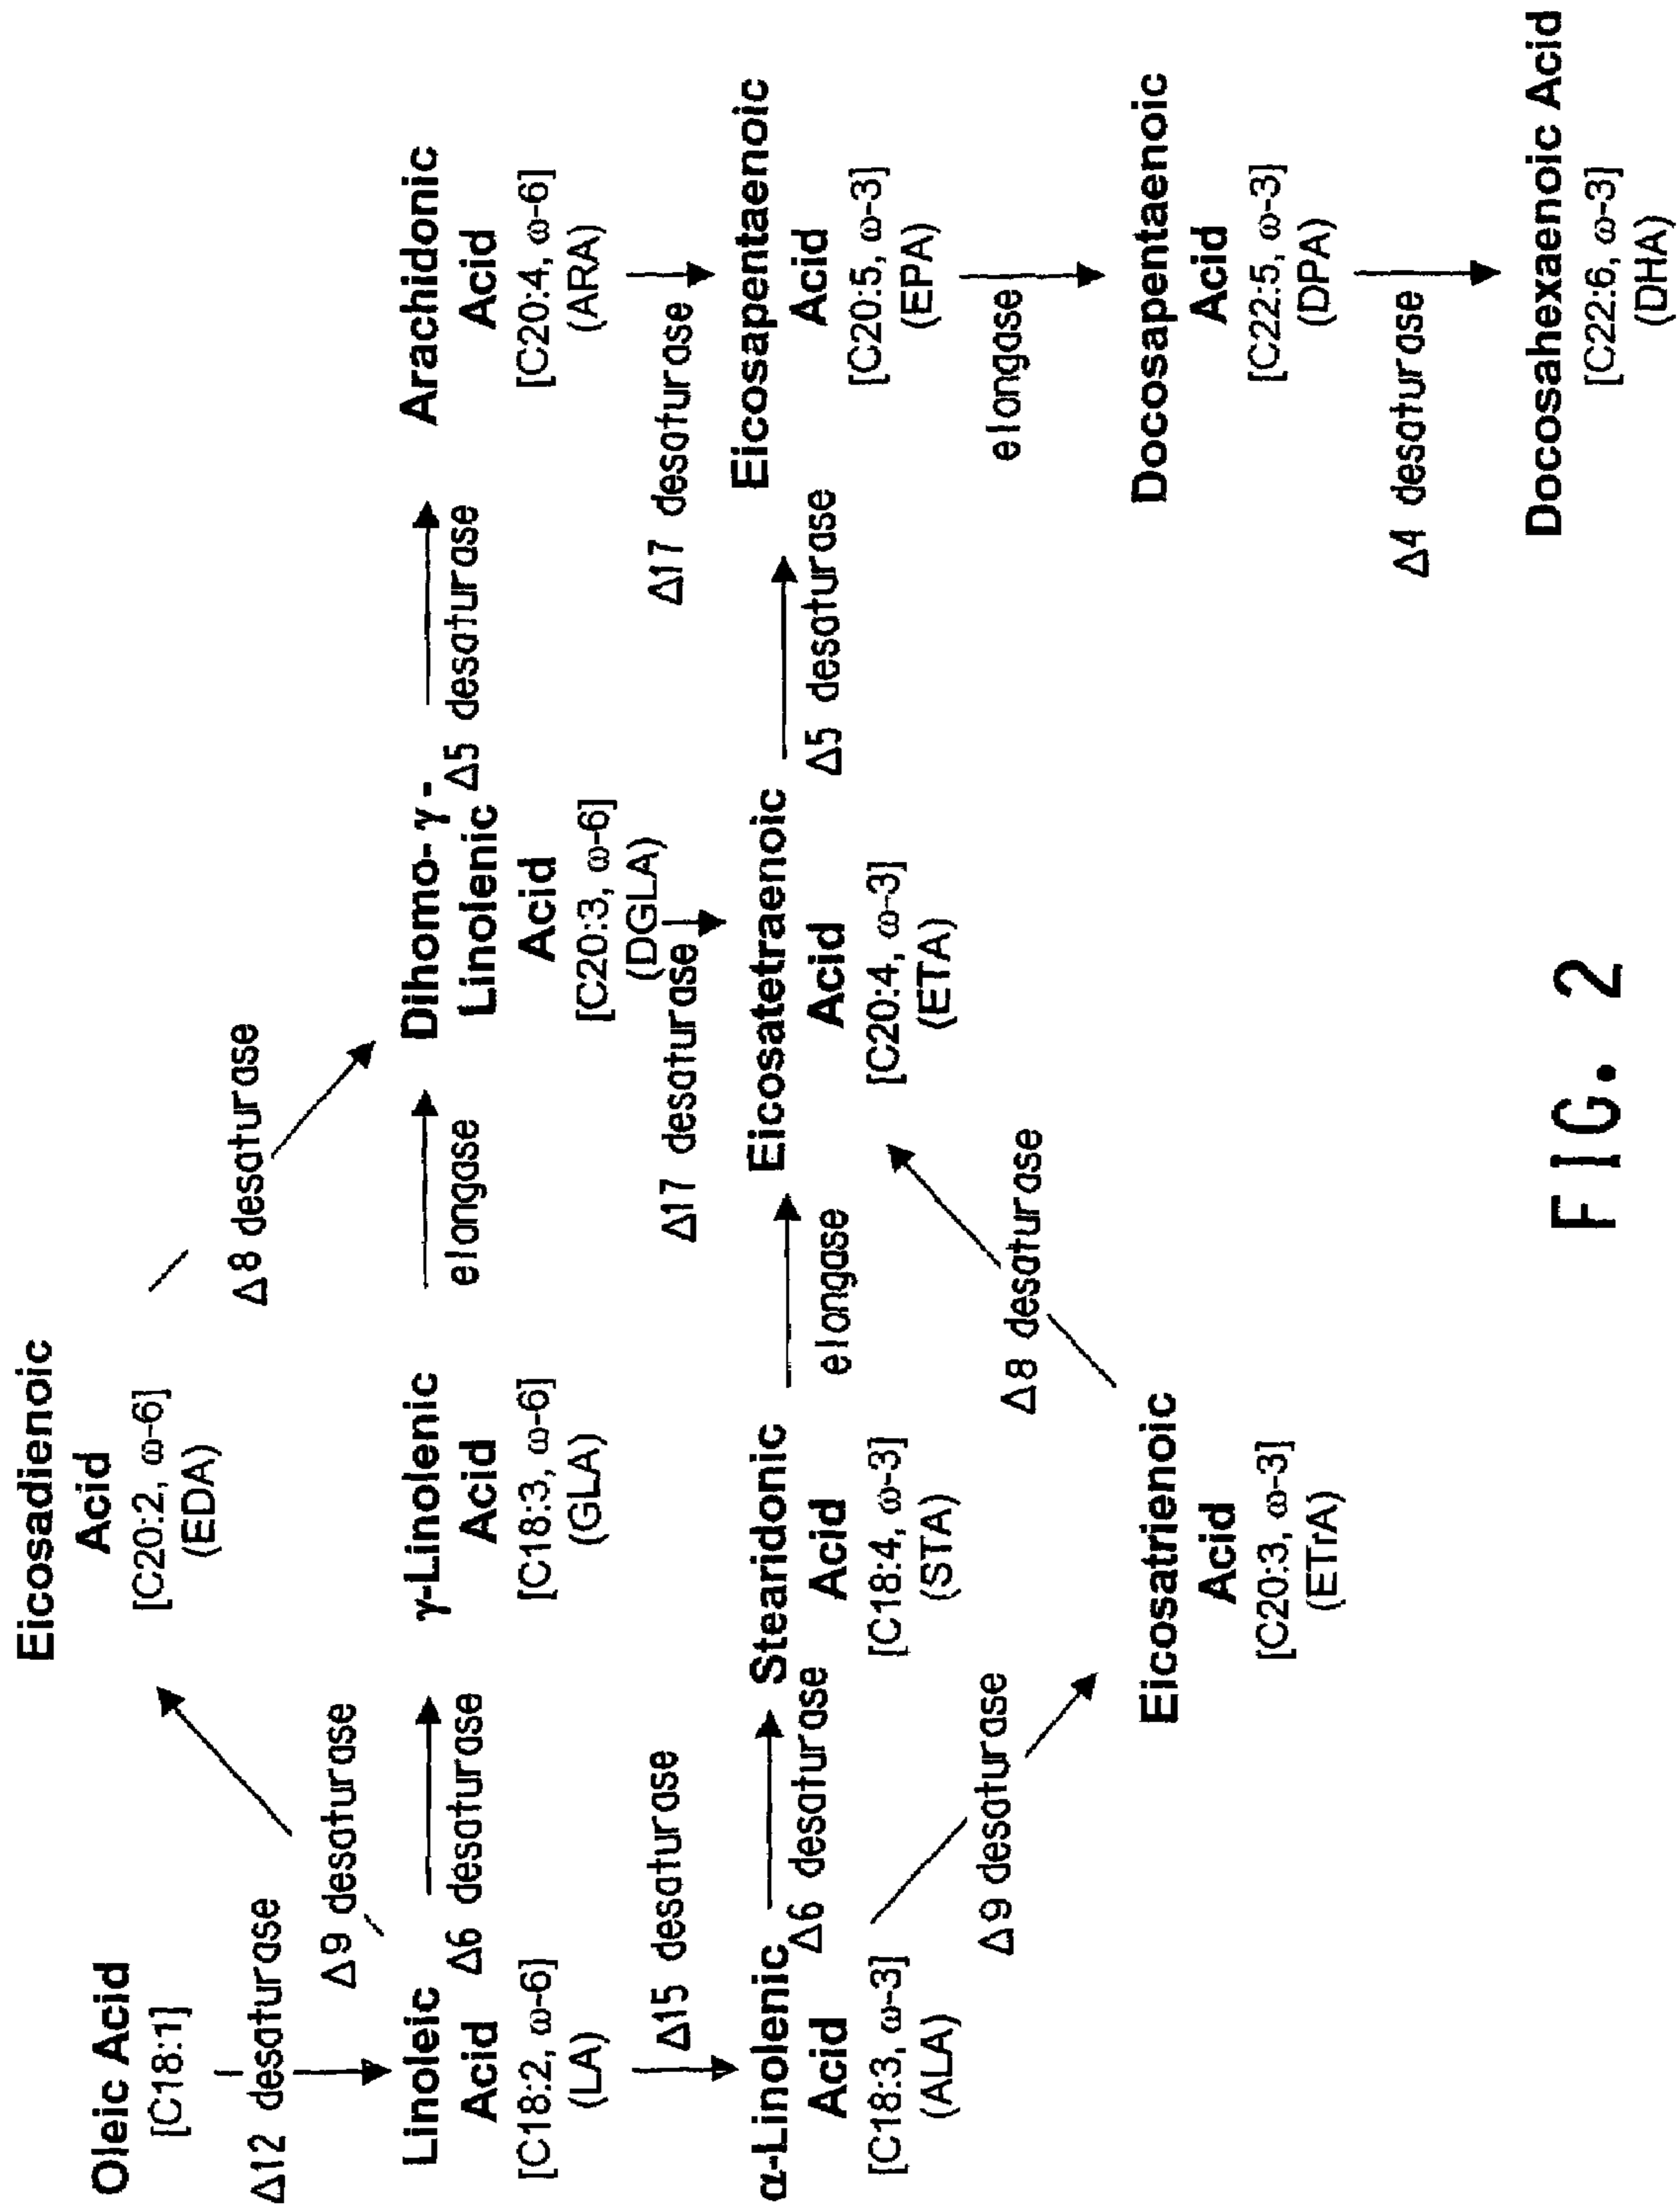 Oleic Acid
[C18:1]
Δ12 desaturase
Linoleic
Acid
[C18:2, ω-6]
(LA)
Δ15 desaturase
α-Linolenic
Acid
[C18:3, ω-3]
(ALA)
Δ9 desaturase
Eicosadienoic
Acid
[C20:2, ω-6]
(EDA)
Δ8 desaturase
Δ6 desaturase
γ-Linolenic
Acid
[C18:3, ω-6]
(GLA)
elongase
Dihomo-γ-
Linolenic
Acid
[C20:3, ω-6]
(DGLA)
Δ5 desaturase
Arachidonic
Acid
[C20:4, ω-6]
(ARA)
Δ17 desaturase
Δ17 desaturase
Δ6 desaturase
Stearidonic
Acid
[C18:4, ω-3]
(STA)
elongase
Eicosatetraenoic
Acid
[C20:4, ω-3]
(ETA)
Δ5 desaturase
Eicosapentaenoic
Acid
[C20:5, ω-3]
(EPA)
Δ9 desaturase
Eicosatrienoic
Acid
[C20:3, ω-3]
(ETrA)
Δ8 desaturase
elongase
Docosapentaenoic
Acid
[C22:5, ω-3]
(DPA)
Δ4 desaturase
Docosahexaenoic Acid
[C22:6, ω-3]
(DHA)
FIG. 2